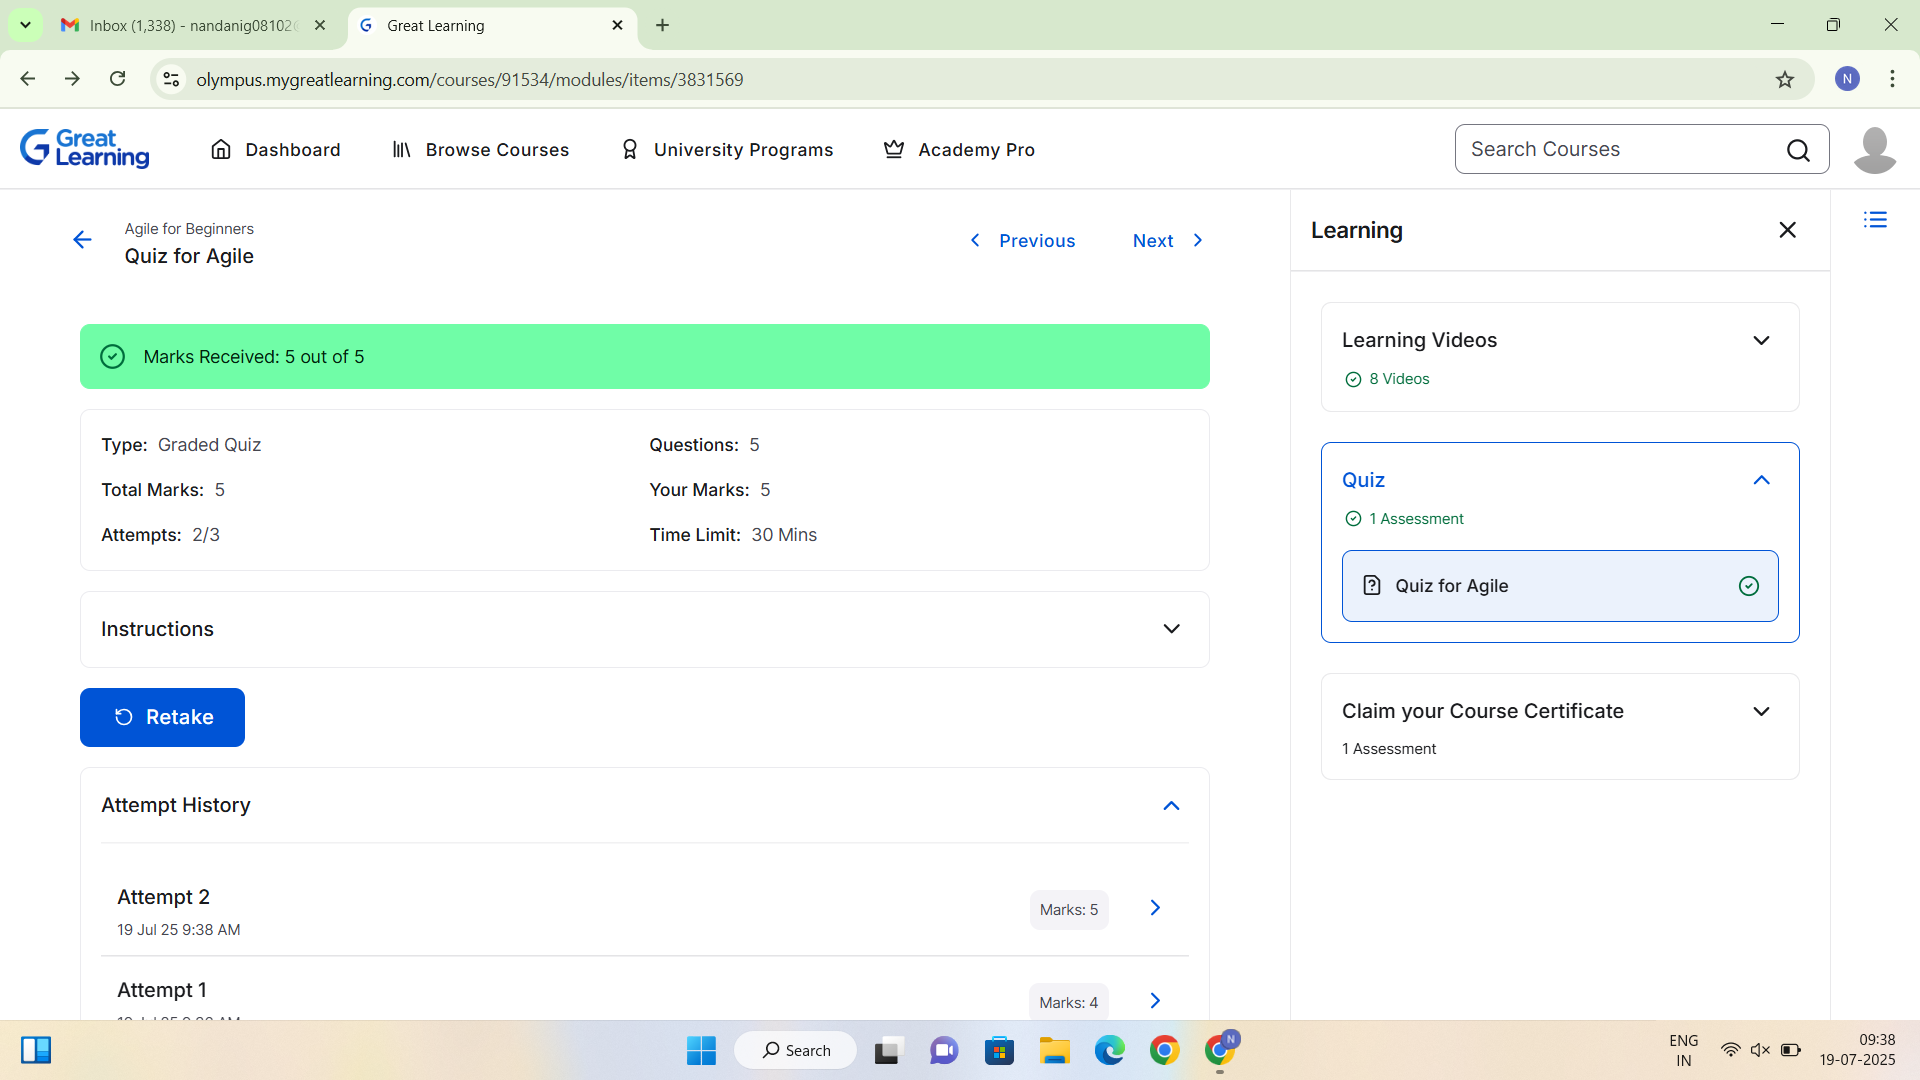 Inbox (1,338) - nandanig08102
Great Learning
olympus.mygreatlearning.com/courses/91534/modules/items/3831569
N
Great Learning
Dashboard
Browse Courses
University Programs
Academy Pro
Search Courses
Agile for Beginners
Quiz for Agile
Previous
Next
Marks Received: 5 out of 5
Type: Graded Quiz
Questions: 5
Total Marks: 5
Your Marks: 5
Attempts: 2/3
Time Limit: 30 Mins
Instructions
Retake
Attempt History
Attempt 2
19 Jul 25 9:38 AM
Marks: 5
Attempt 1
Marks: 4
Learning
Learning Videos
8 Videos
Quiz
1 Assessment
Quiz for Agile
Claim your Course Certificate
1 Assessment
Search
N
ENG
IN
09:38
19-07-2025